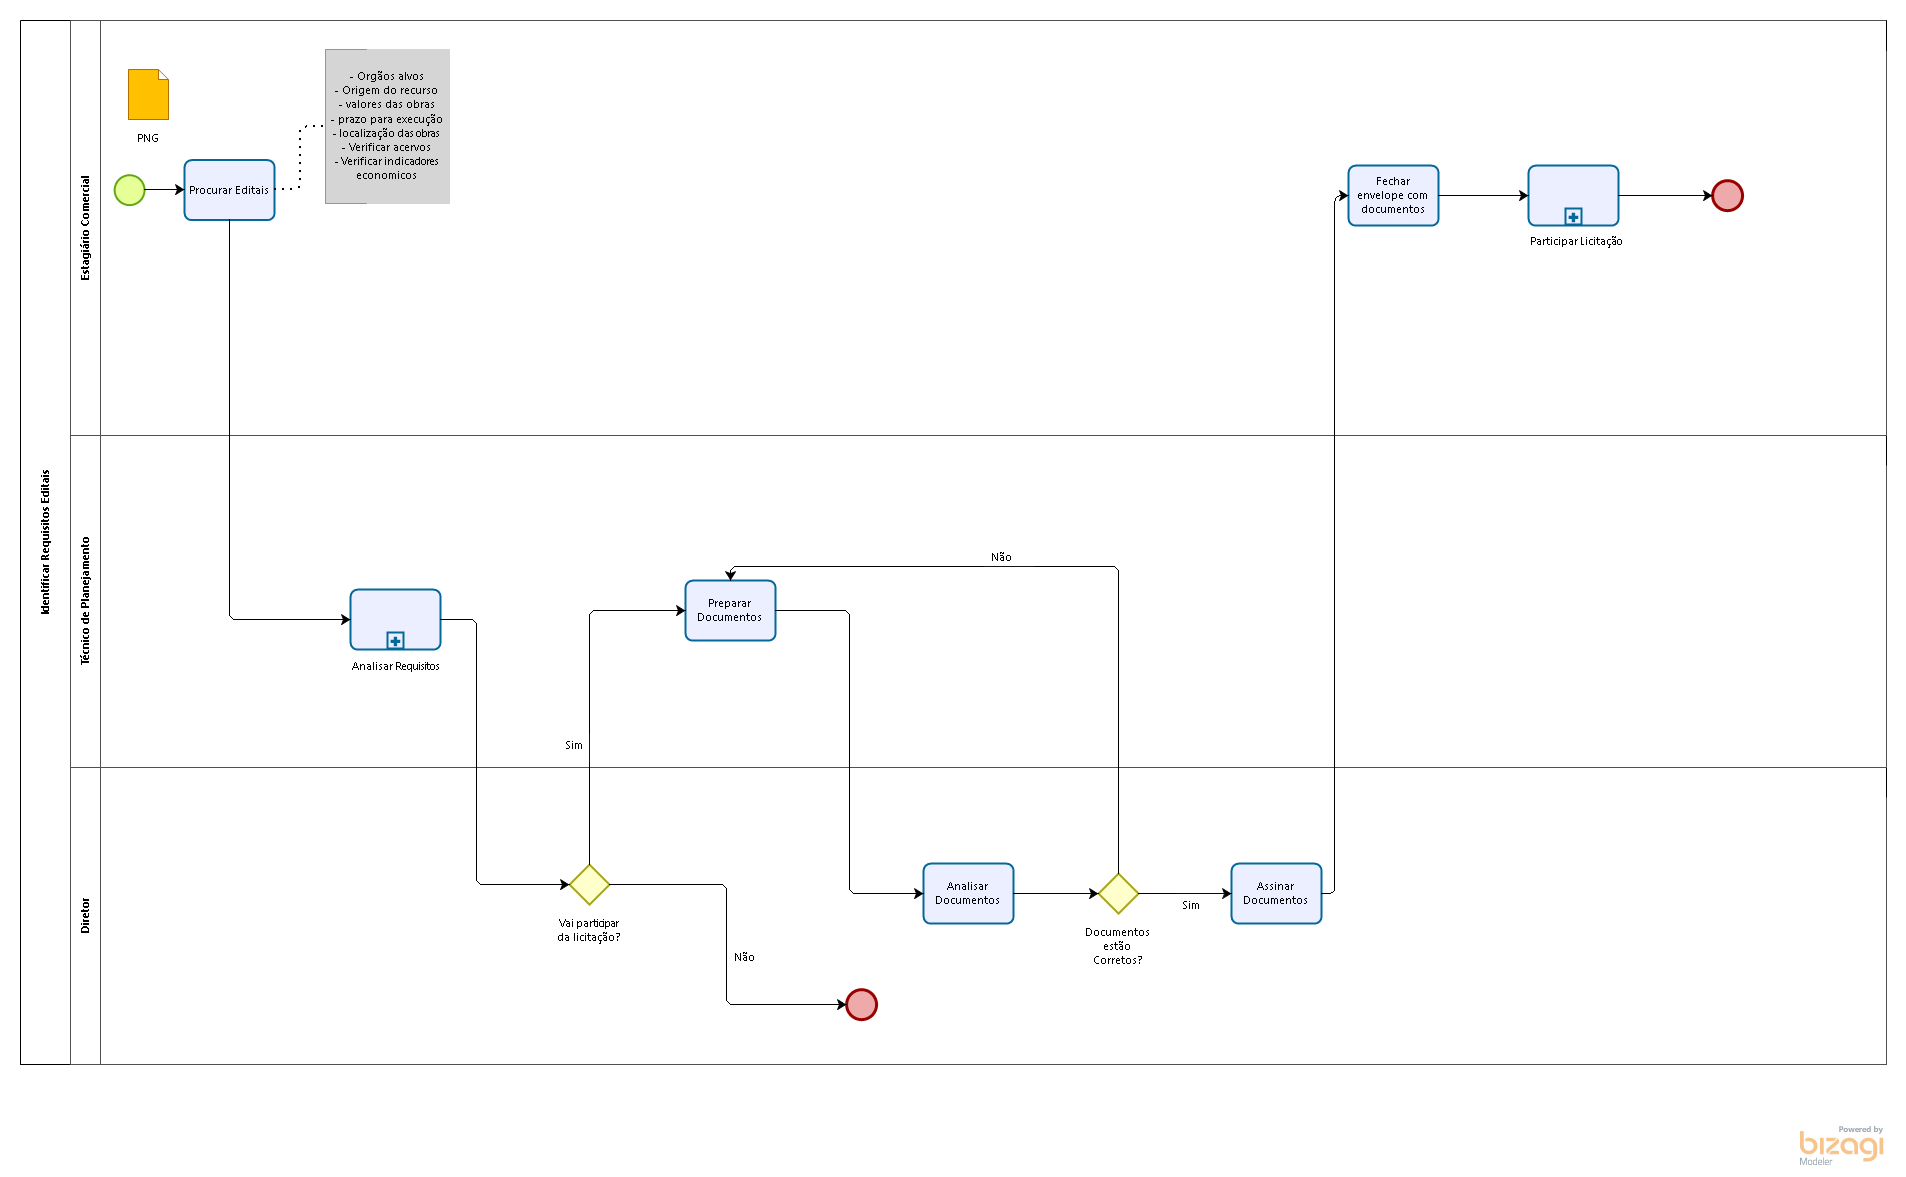 Identificar Requisitos Editais
Estagiário Comercial
PNG
Procurar Editais
- Orgãos alvos
- Origem do recurso
- valores das obras
- prazo para execução
- localização das obras
- Verificar acervos
- Verificar indicadores
economicos
Fechar
envelope com
documentos
Participar Licitação
Técnico de Planejamento
Analisar Requisitos
Sim
Preparar
Documentos
Não
Diretor
Vai participar
da licitação?
Não
Analisar
Documentos
Documentos
estão
Corretos?
Sim
Assinar
Documentos
Powered by
bizagi
Modeler